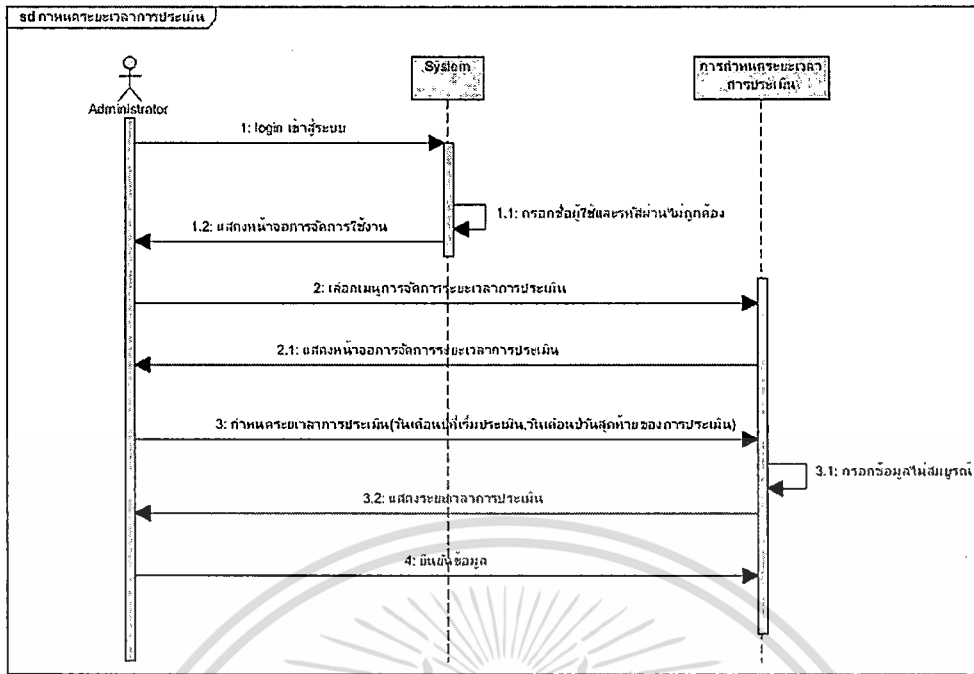 sd กำหนดระยะเวลาการประเมิน
Administrator
System
การกำหนดระยะเวลา
การประเมิน
1: login เข้าสู่ระบบ
1.1: กรอกชื่อผู้ใช้และรหัสผ่านไม่ถูกต้อง
1.2: แสดงหน้าจอการจัดการใช้งาน
2: เลือกเมนูการจัดการระยะเวลาการประเมิน
2.1: แสดงหน้าจอการจัดการระยะเวลาการประเมิน
3: กำหนดระยะเวลาการประเมิน(วันเดือนปีที่เริ่มประเมิน,วันเดือนปีวันสุดท้ายของการประเมิน)
3.1: กรอกข้อมูลไม่สมบูรณ์
3.2: แสดงระยะเวลาการประเมิน
4: ยืนยันข้อมูล